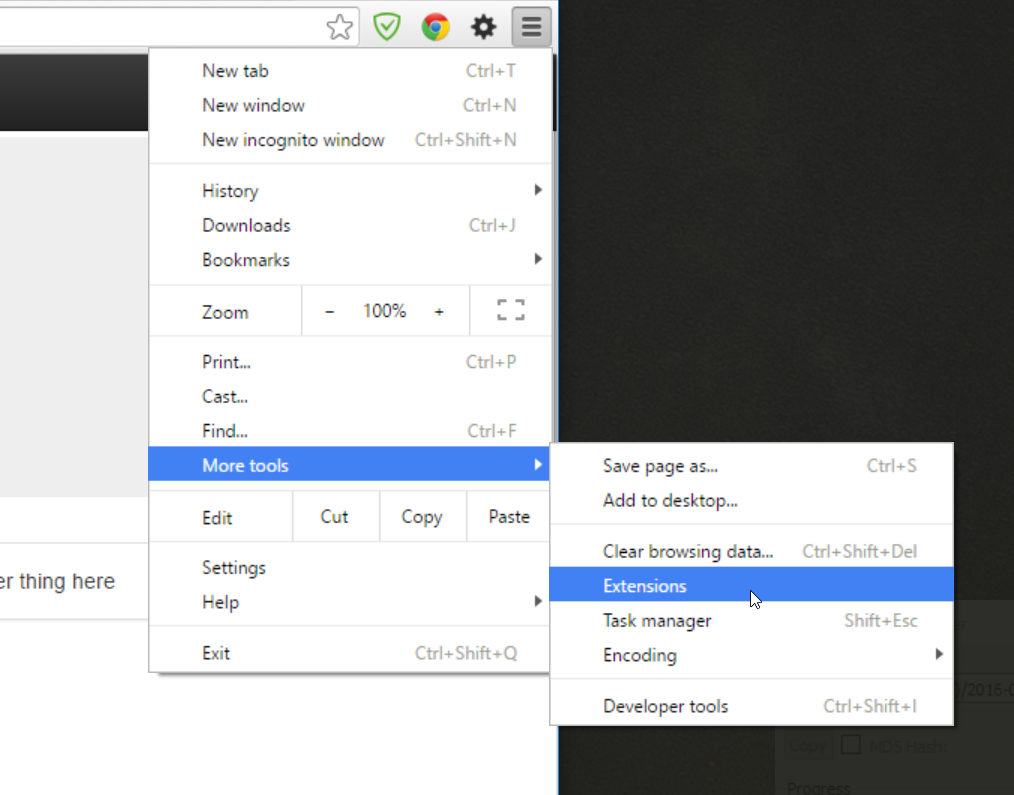 New tab Ctrl+T
New window Ctrl+N
New incognito window Ctrl+Shift+N
History
Downloads Ctrl+J
Bookmarks
Zoom − 100% +
Print... Ctrl+P
Cast...
Find... Ctrl+F
More tools
Edit Cut Copy Paste
Settings
Help
Exit Ctrl+Shift+Q
Save page as... Ctrl+S
Add to desktop...
Clear browsing data... Ctrl+Shift+Del
Extensions
Task manager Shift+Esc
Encoding
Developer tools Ctrl+Shift+I
er thing here
Copy MD5 Hash:
Progress